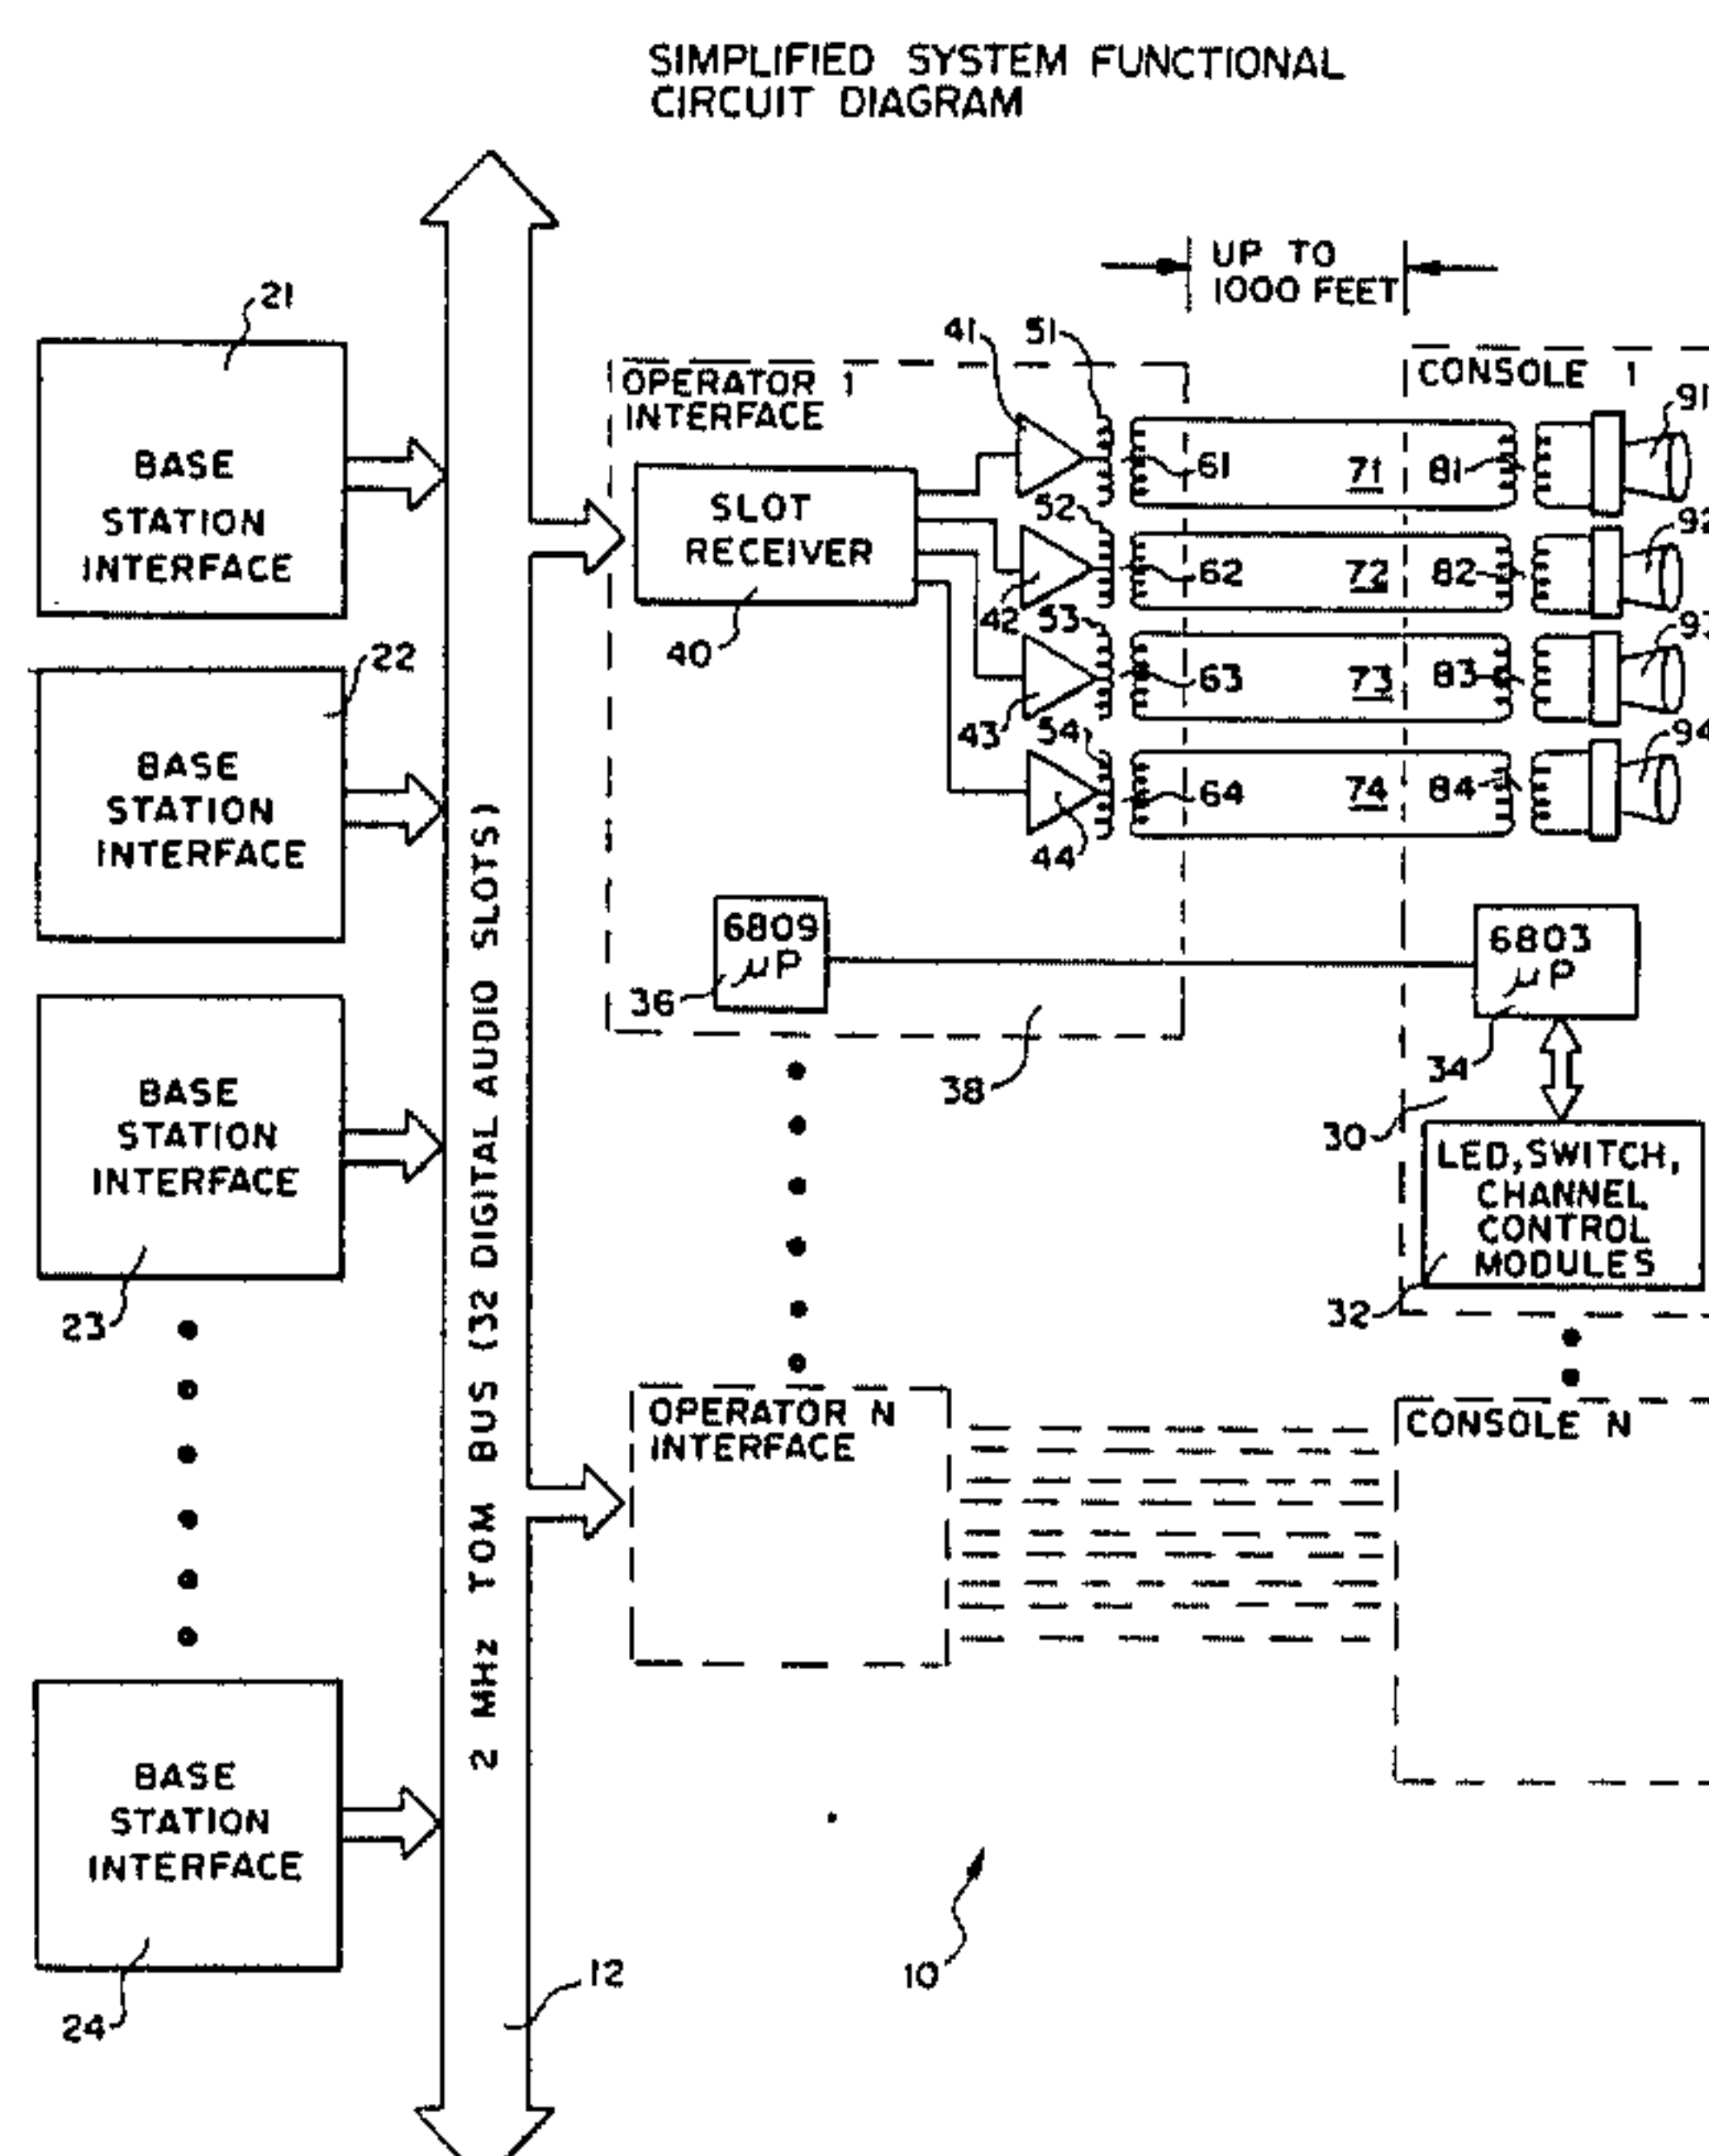 SIMPLIFIED SYSTEM FUNCTIONAL
CIRCUIT DIAGRAM
UP TO
1000 FEET
21
BASE
STATION
INTERFACE
22
BASE
STATION
INTERFACE
BASE
STATION
INTERFACE
23
BASE
STATION
INTERFACE
24
2 MHz TDM BUS (32 DIGITAL AUDIO SLOTS)
12
OPERATOR 1
INTERFACE
SLOT
RECEIVER
40
41
51
61
71
81
91
52
42
62
72
82
92
53
43
63
73
83
93
54
44
64
74
84
94
CONSOLE 1
6809
μP
36
38
6803
μP
34
30
LED, SWITCH,
CHANNEL
CONTROL
MODULES
32
OPERATOR N
INTERFACE
CONSOLE N
10